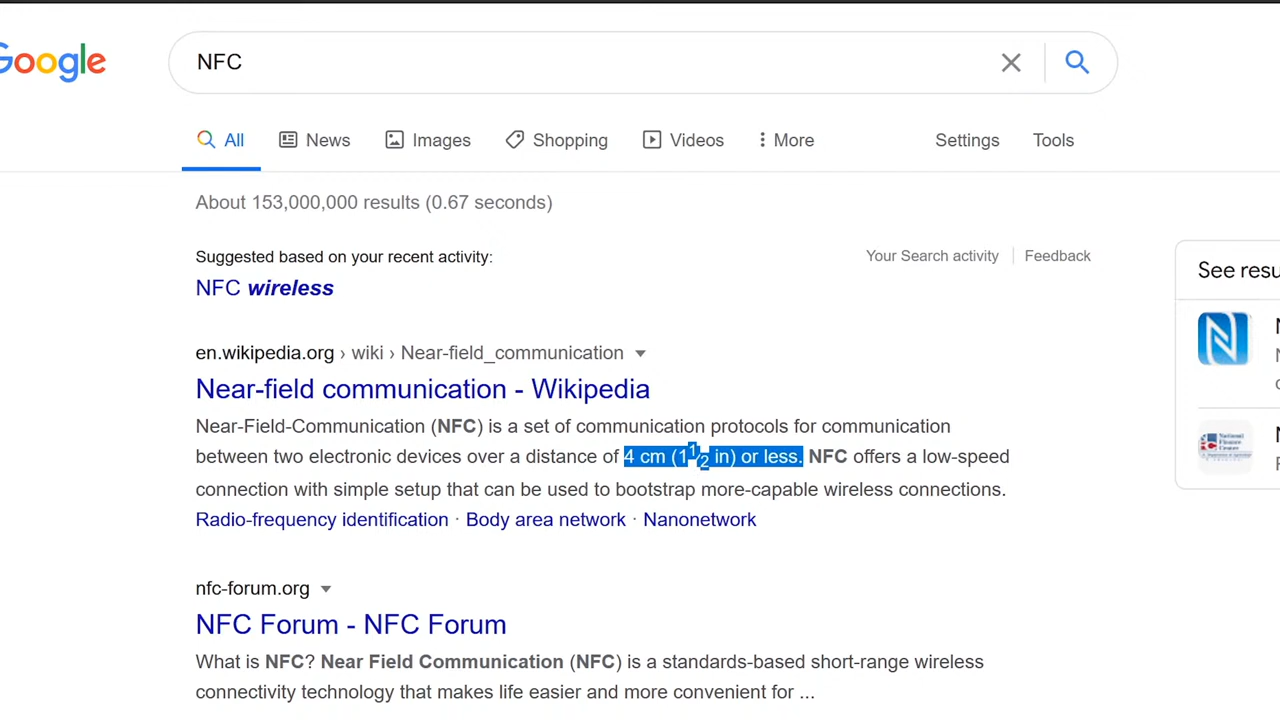 Google
NFC
All News Images Shopping Videos More Settings Tools
About 153,000,000 results (0.67 seconds)
Suggested based on your recent activity: Your Search activity Feedback
NFC wireless
See resu
en.wikipedia.org › wiki › Near-field_communication
Near-field communication - Wikipedia
Near-Field-Communication (NFC) is a set of communication protocols for communication
between two electronic devices over a distance of 4 cm (1 1⁄2 in) or less. NFC offers a low-speed
connection with simple setup that can be used to bootstrap more-capable wireless connections.
Radio-frequency identification · Body area network · Nanonetwork
National
Finance
Center
nfc-forum.org
NFC Forum - NFC Forum
What is NFC? Near Field Communication (NFC) is a standards-based short-range wireless
connectivity technology that makes life easier and more convenient for ...